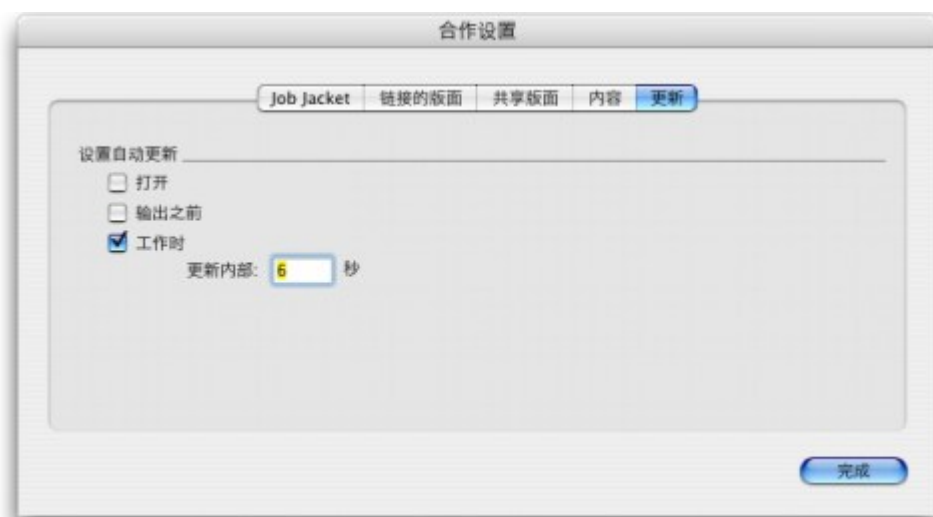 合作设置
Job Jacket 链接的版面 共享版面 内容 更新
设置自动更新
打开
输出之前
工作时
更新内部: 6 秒
完成